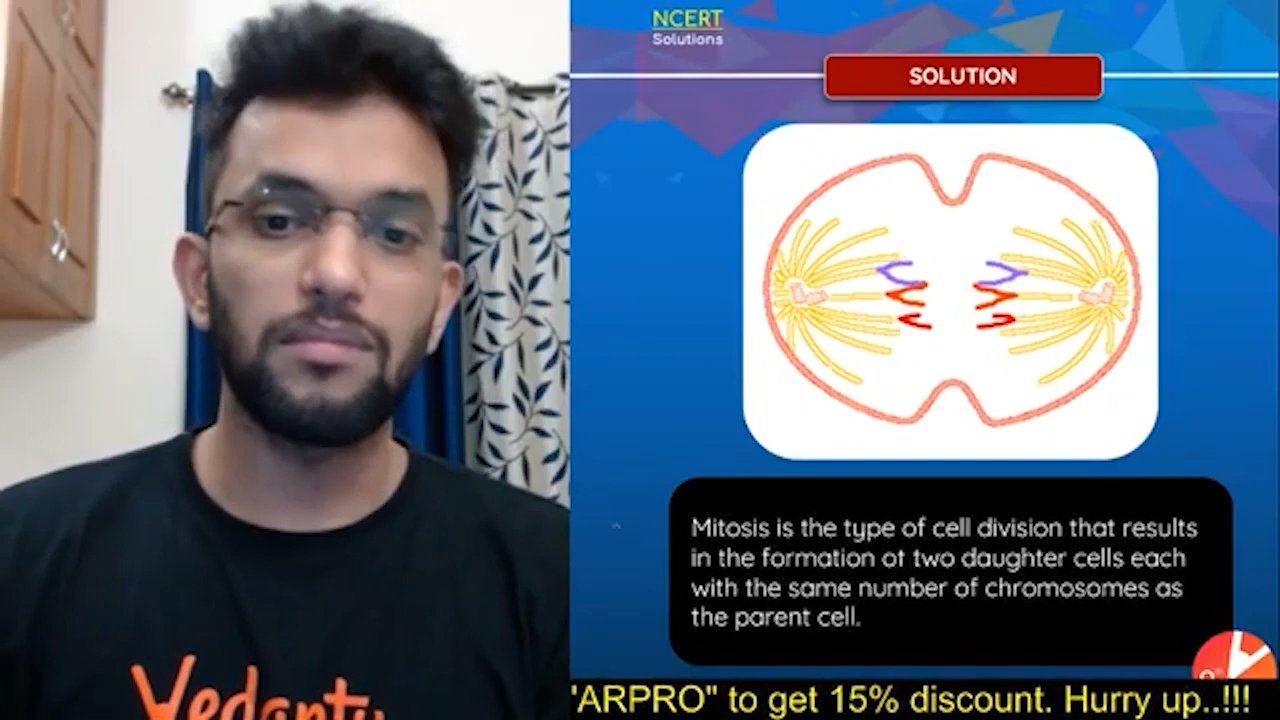 NCERT
Solutions
SOLUTION
Mitosis is the type of cell division that results
in the formation of two daughter cells each
with the same number of chromosomes as
the parent cell.
Vedantu
"ARPRO" to get 15% discount. Hurry up..!!!